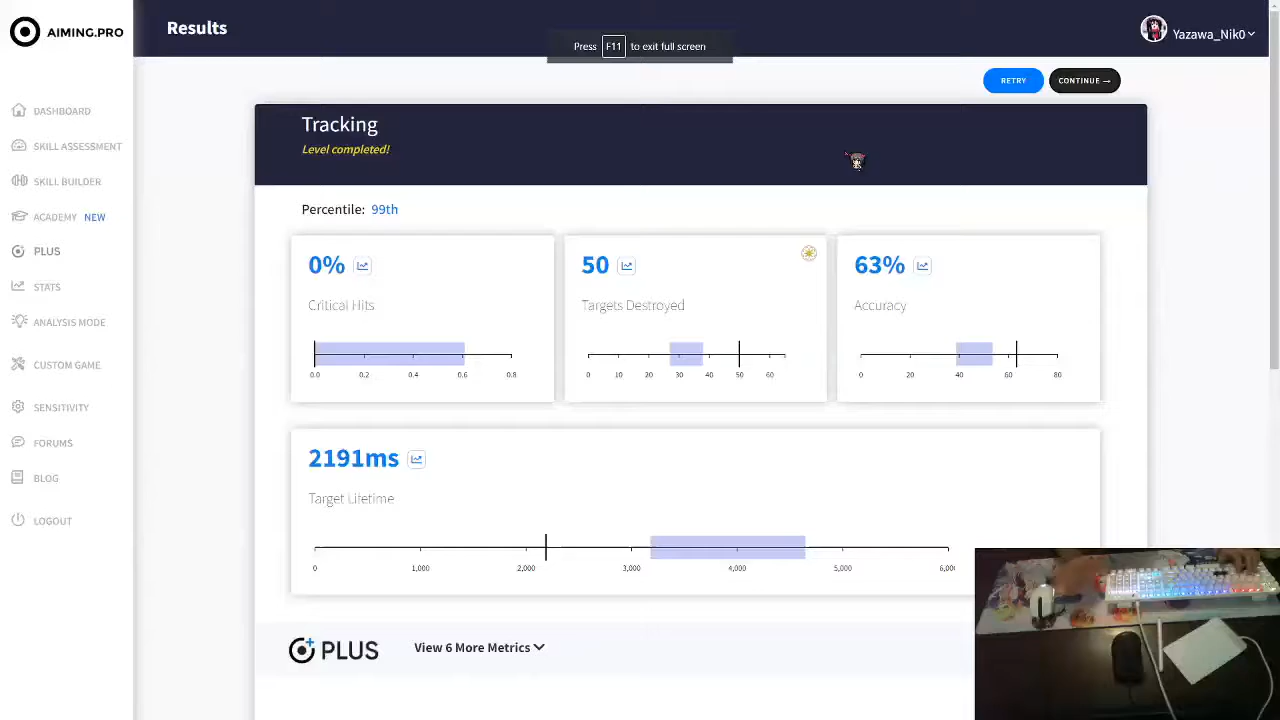 AIMING.PRO
Results
Press F11 to exit full screen
Yazawa_Nik0
DASHBOARD
SKILL ASSESSMENT
SKILL BUILDER
ACADEMY NEW
PLUS
STATS
ANALYSIS MODE
CUSTOM GAME
SENSITIVITY
FORUMS
BLOG
LOGOUT
RETRY
CONTINUE →
Tracking
Level completed!
Percentile: 99th
0%
Critical Hits
0.0 0.2 0.4 0.6 0.8
50
Targets Destroyed
0 10 20 30 40 50 60
63%
Accuracy
0 20 40 60 80
2191ms
Target Lifetime
0 1,000 2,000 3,000 4,000 5,000 6,00
PLUS
View 6 More Metrics